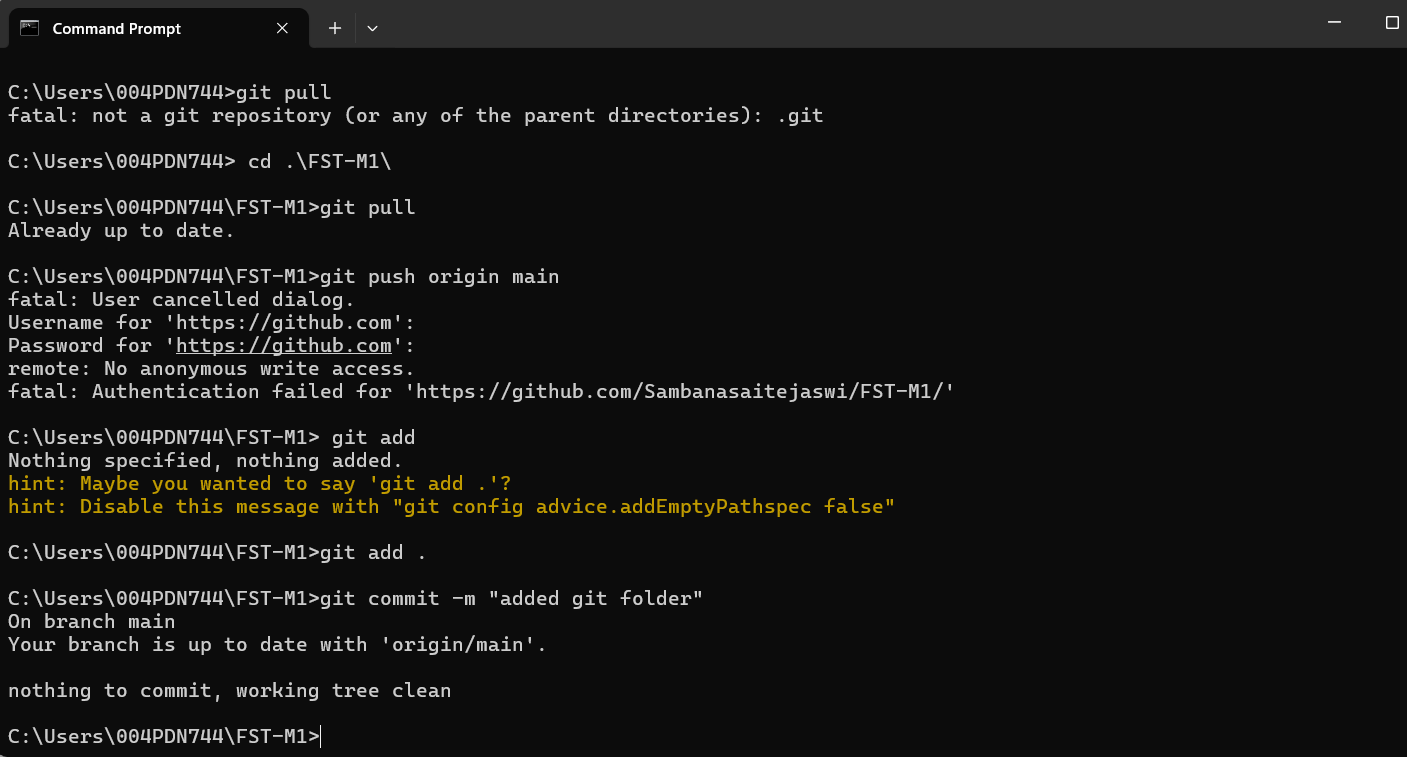 Command Prompt
C:\Users\004PDN744>git pull
fatal: not a git repository (or any of the parent directories): .git
C:\Users\004PDN744> cd .\FST-M1\
C:\Users\004PDN744\FST-M1>git pull
Already up to date.
C:\Users\004PDN744\FST-M1>git push origin main
fatal: User cancelled dialog.
Username for 'https://github.com':
Password for 'https://github.com':
remote: No anonymous write access.
fatal: Authentication failed for 'https://github.com/Sambanasaitejaswi/FST-M1/'
C:\Users\004PDN744\FST-M1> git add
Nothing specified, nothing added.
hint: Maybe you wanted to say 'git add .'?
hint: Disable this message with "git config advice.addEmptyPathspec false"
C:\Users\004PDN744\FST-M1>git add .
C:\Users\004PDN744\FST-M1>git commit -m "added git folder"
On branch main
Your branch is up to date with 'origin/main'.
nothing to commit, working tree clean
C:\Users\004PDN744\FST-M1>